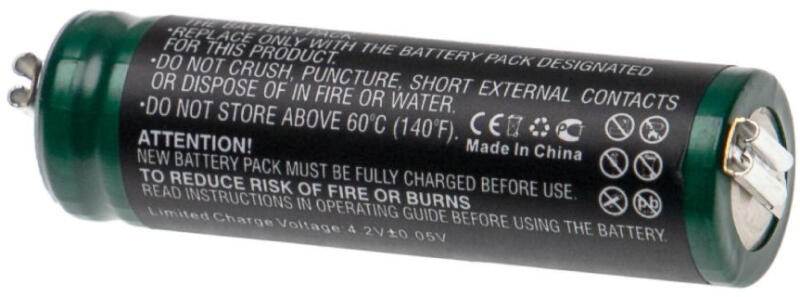 THE BATTERY PACK.
•REPLACE ONLY WITH THE BATTERY PACK DESIGNATED
FOR THIS PRODUCT.
•DO NOT CRUSH, PUNCTURE, SHORT EXTERNAL CONTACTS
OR DISPOSE OF IN FIRE OR WATER.
•DO NOT STORE ABOVE 60°C (140°F).
CE PC
Made In China
Pb
ATTENTION!
NEW BATTERY PACK MUST BE FULLY CHARGED BEFORE USE.
TO REDUCE RISK OF FIRE OR BURNS
READ INSTRUCTIONS IN OPERATING GUIDE BEFORE USING THE BATTERY.
Limited Charge Voltage:4.2V±0.05V